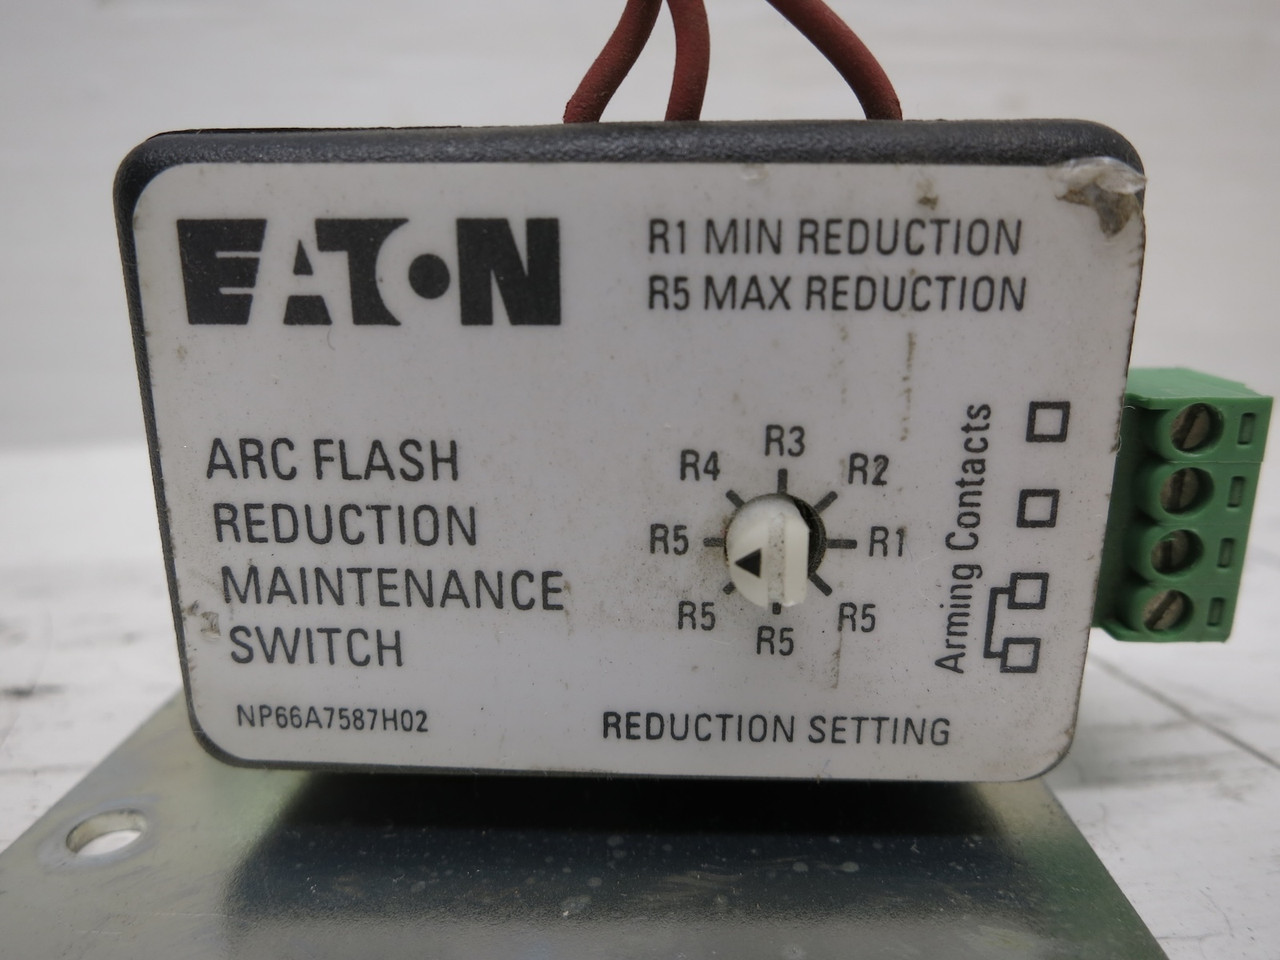 EATON
R1 MIN REDUCTION
R5 MAX REDUCTION
ARC FLASH
REDUCTION
MAINTENANCE
SWITCH
NP66A7587H02
R3
R4
R2
R5
R1
R5
R5
R5
REDUCTION SETTING
Arming Contacts